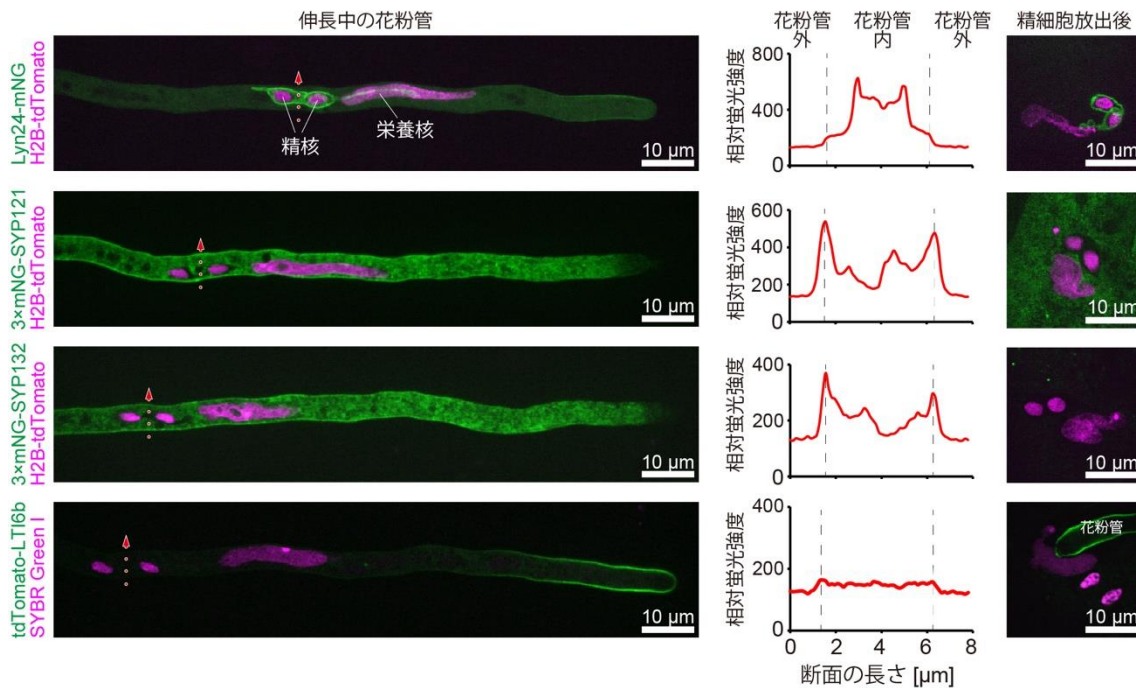 伸長中の花粉管
花粉管外
花粉管内
花粉管外
精細胞放出後
Lyn24-mNG
H2B-tdTomato
精核
栄養核
10 µm
相対蛍光強度
800
400
0
10 µm
3×mNG-SYP121
H2B-tdTomato
10 µm
相対蛍光強度
600
400
200
0
10 µm
3×mNG-SYP132
H2B-tdTomato
10 µm
相対蛍光強度
400
200
0
10 µm
tdTomato-LTI6b
SYBR Green I
10 µm
相対蛍光強度
400
200
0
0 2 4 6 8
断面の長さ [µm]
花粉管
10 µm